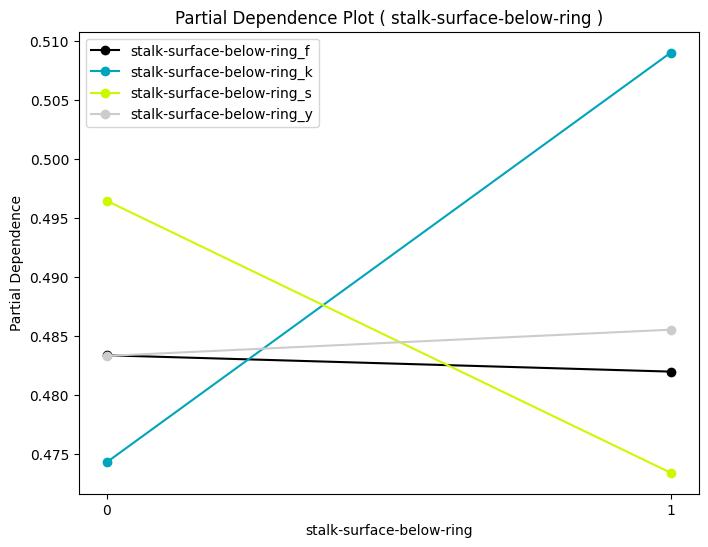 Partial Dependence Plot ( stalk-surface-below-ring )
stalk-surface-below-ring_f
stalk-surface-below-ring_k
stalk-surface-below-ring_s
stalk-surface-below-ring_y
Partial Dependence
0.510
0.505
0.500
0.495
0.490
0.485
0.480
0.475
0
1
stalk-surface-below-ring